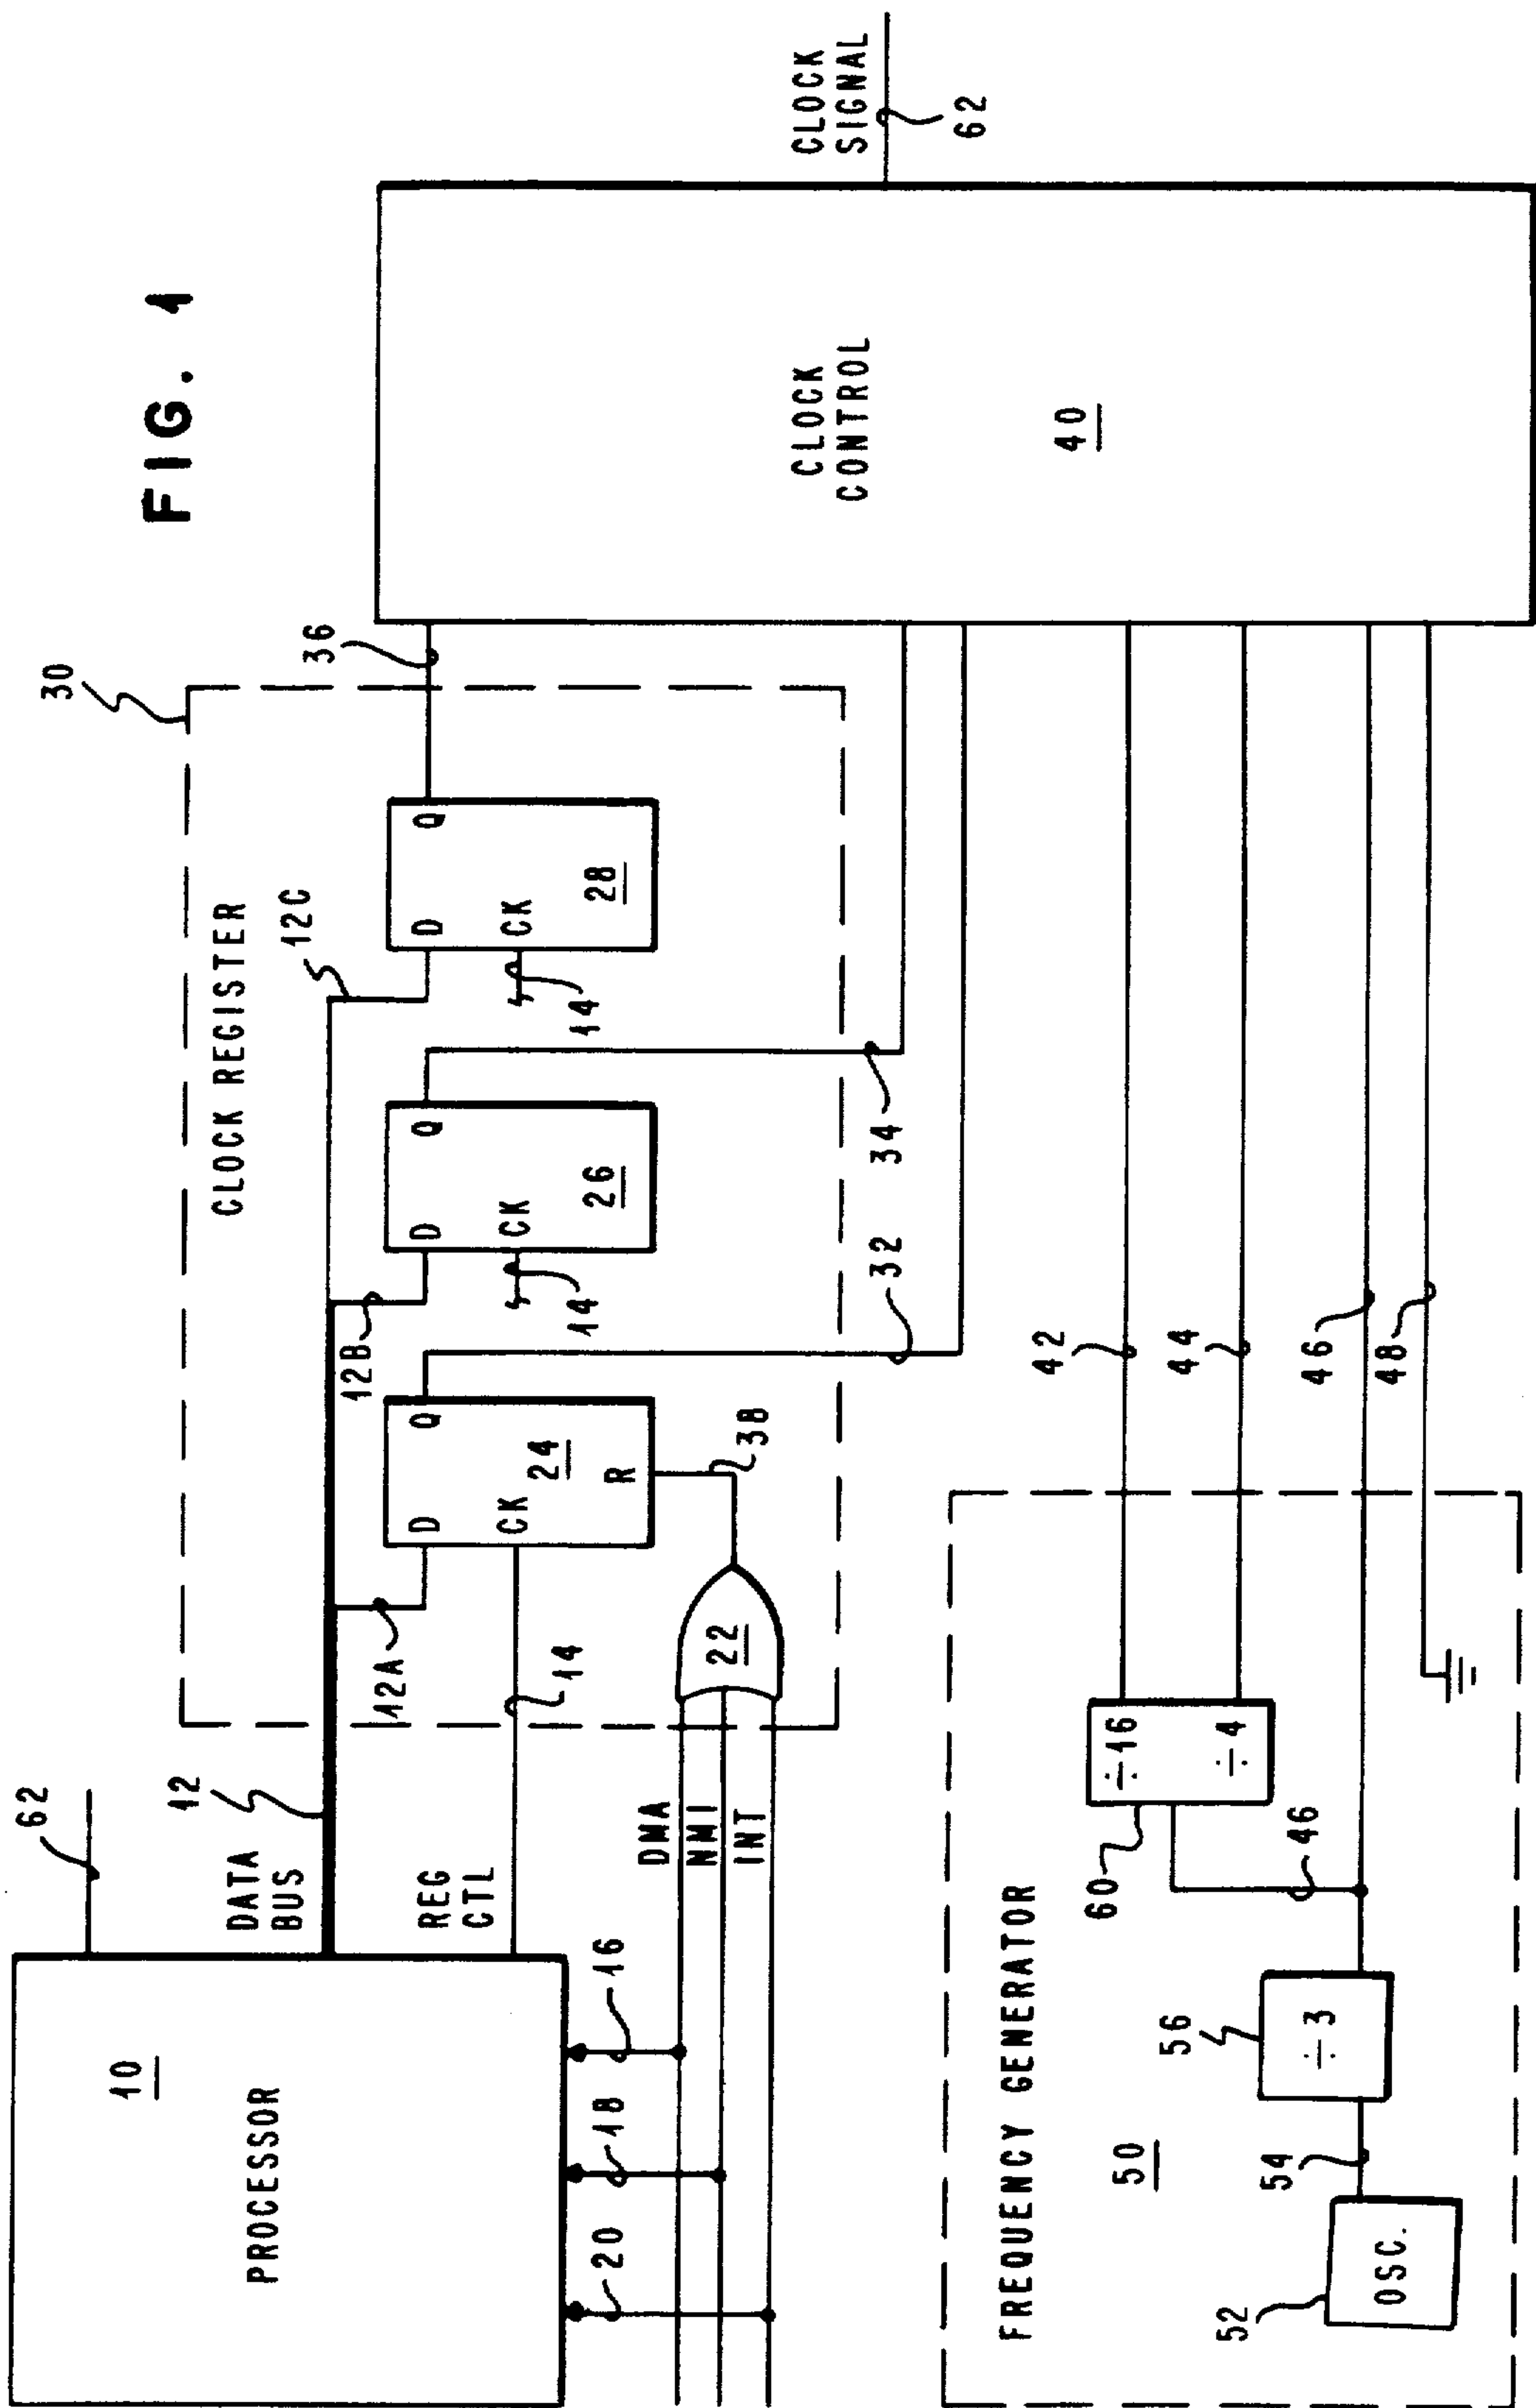 FIG. 1
30
36
CLOCK REGISTER
62
12
DATA
BUS
12A
12B
12C
D
Q
D
Q
D
Q
10
PROCESSOR
REG
CTL
14
CK
24
R
14
CK
26
14
CK
28
CLOCK
CONTROL
40
CLOCK
SIGNAL
62
20
18
16
DMA
NMI
INT
22
38
32
34
FREQUENCY GENERATOR
50
60
÷16
÷4
42
44
46
48
52
OSC.
54
56
÷3
46